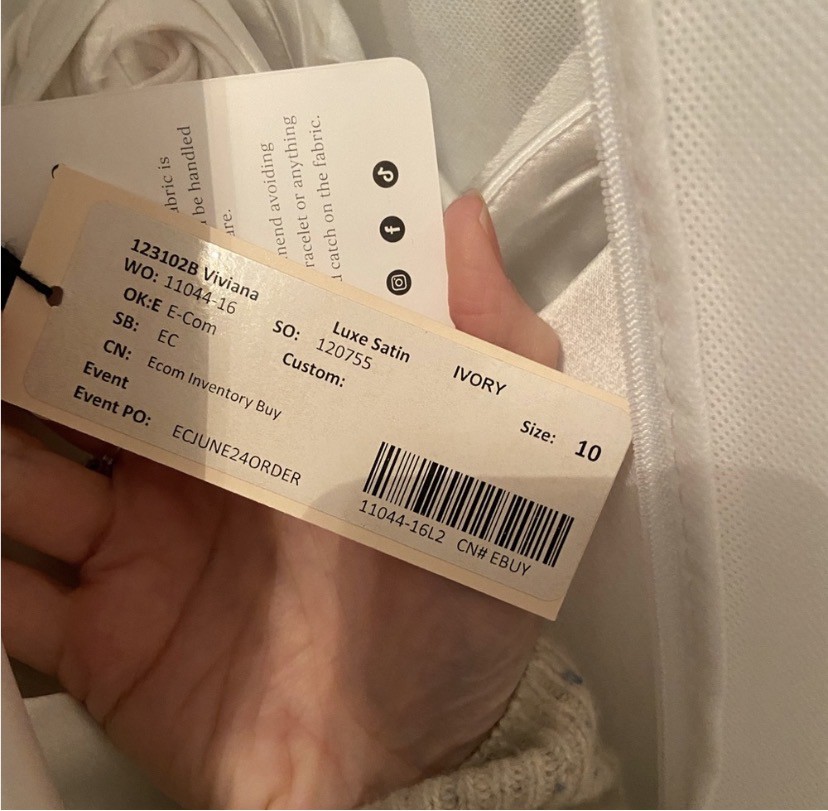 bric is
be handled
re.
mend avoiding
racelet or anything
catch on the fabric.
123102B Viviana
WO: 11044-16
OK:E E-Com
SB: EC
CN: Ecom Inventory Buy
Event
Event PO: ECJUNE24ORDER
Luxe Satin
SO: 120755
Custom:
IVORY
Size: 10
11044-16L2 CN# EBUY